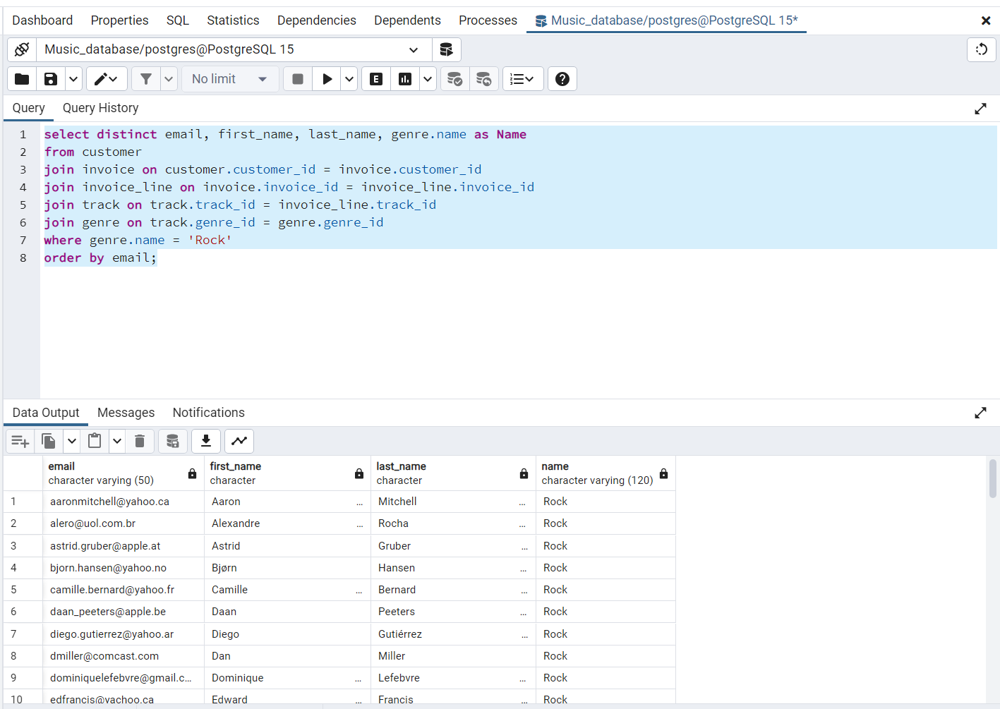 Dashboard Properties SQL Statistics Dependencies Dependents Processes Music_database/postgres@PostgreSQL 15*
Music_database/postgres@PostgreSQL 15
No limit E
Query Query History
1 select distinct email, first_name, last_name, genre.name as Name
2 from customer
3 join invoice on customer.customer_id = invoice.customer_id
4 join invoice_line on invoice.invoice_id = invoice_line.invoice_id
5 join track on track.track_id = invoice_line.track_id
6 join genre on track.genre_id = genre.genre_id
7 where genre.name = 'Rock'
8 order by email;
Data Output Messages Notifications
email first_name last_name name
character varying (50) character character character varying (120)
1 aaronmitchell@yahoo.ca Aaron ... Mitchell ... Rock
2 alero@uol.com.br Alexandre ... Rocha ... Rock
3 astrid.gruber@apple.at Astrid Gruber ... Rock
4 bjorn.hansen@yahoo.no Bjørn Hansen ... Rock
5 camille.bernard@yahoo.fr Camille ... Bernard ... Rock
6 daan_peeters@apple.be Daan Peeters ... Rock
7 diego.gutierrez@yahoo.ar Diego Gutiérrez ... Rock
8 dmiller@comcast.com Dan Miller Rock
9 dominiquelefebvre@gmail.c... Dominique ... Lefebvre ... Rock
10 edfrancis@yachoo.ca Edward ... Francis ... Rock